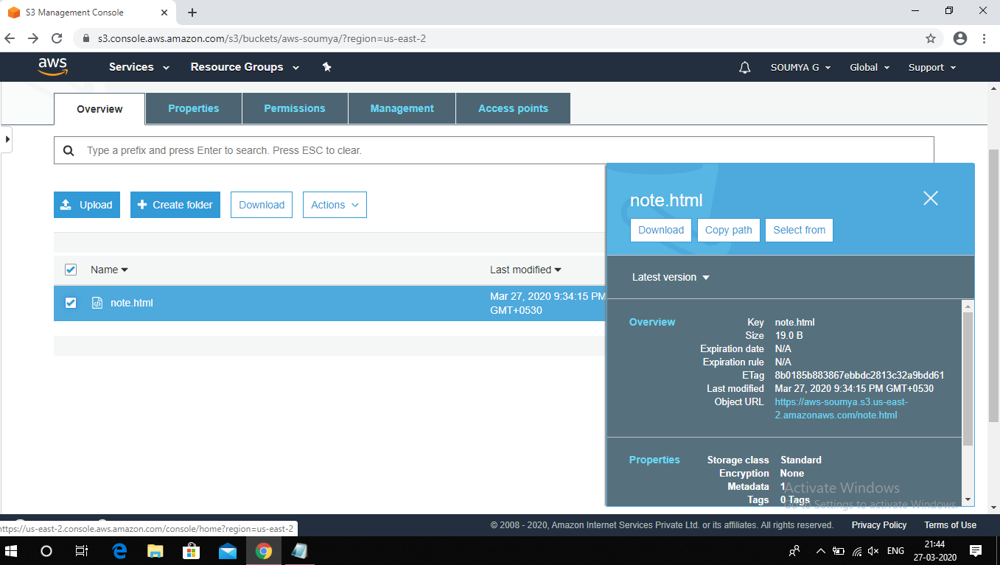 S3 Management Console
s3.console.aws.amazon.com/s3/buckets/aws-soumya/?region=us-east-2
aws
Services
Resource Groups
SOUMYA G
Global
Support
Overview
Properties
Permissions
Management
Access points
Type a prefix and press Enter to search. Press ESC to clear.
Upload
Create folder
Download
Actions
Name
Last modified
note.html
Mar 27, 2020 9:34:15 PM
GMT+0530
note.html
Download
Copy path
Select from
Latest version
Overview
Key note.html
Size 19.0 B
Expiration date N/A
Expiration rule N/A
ETag 8b0185b883867ebbdc2813c32a9bdd61
Last modified Mar 27, 2020 9:34:15 PM GMT+0530
Object URL https://aws-soumya.s3.us-east-
2.amazonaws.com/note.html
Properties
Storage class Standard
Encryption None
Metadata 1
Tags 0 Tags
Activate Windows
Go to Settings to activate Windows.
https://us-east-2.console.aws.amazon.com/console/home?region=us-east-2
© 2008 - 2020, Amazon Internet Services Private Ltd. or its affiliates. All rights reserved.
Privacy Policy
Terms of Use
ENG
21:44
27-03-2020